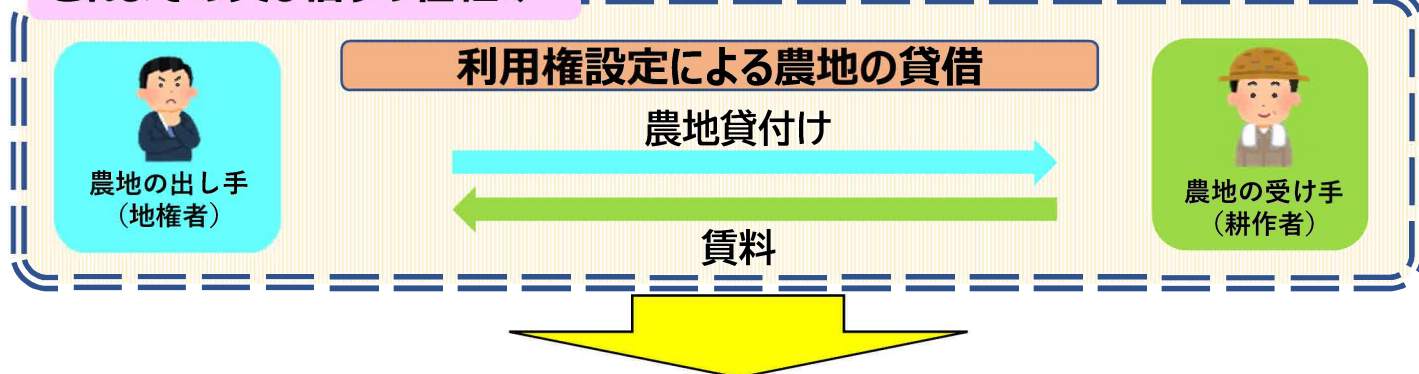 利用権設定による農地の貸借
農地貸付け
農地の出し手
（地権者）
農地の受け手
（耕作者）
賃料